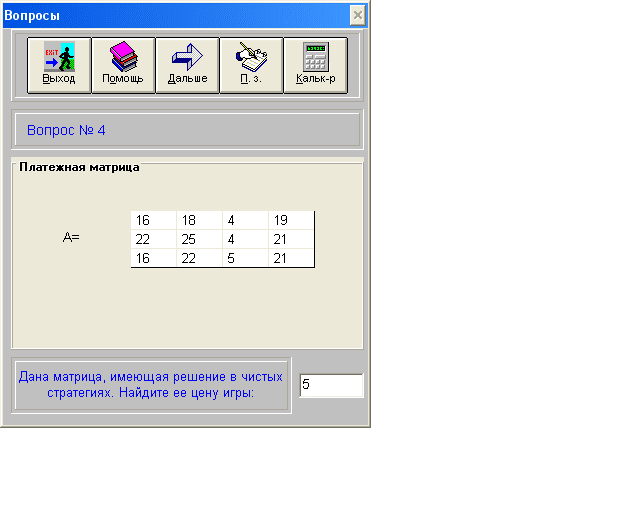 Вопросы
EXIT
Выход Помощь Дальше П. з. Кальк-р
Вопрос № 4
Платежная матрица
16 18 4 19
A= 22 25 4 21
16 22 5 21
Дана матрица, имеющая решение в чистых
стратегиях. Найдите ее цену игры:
5